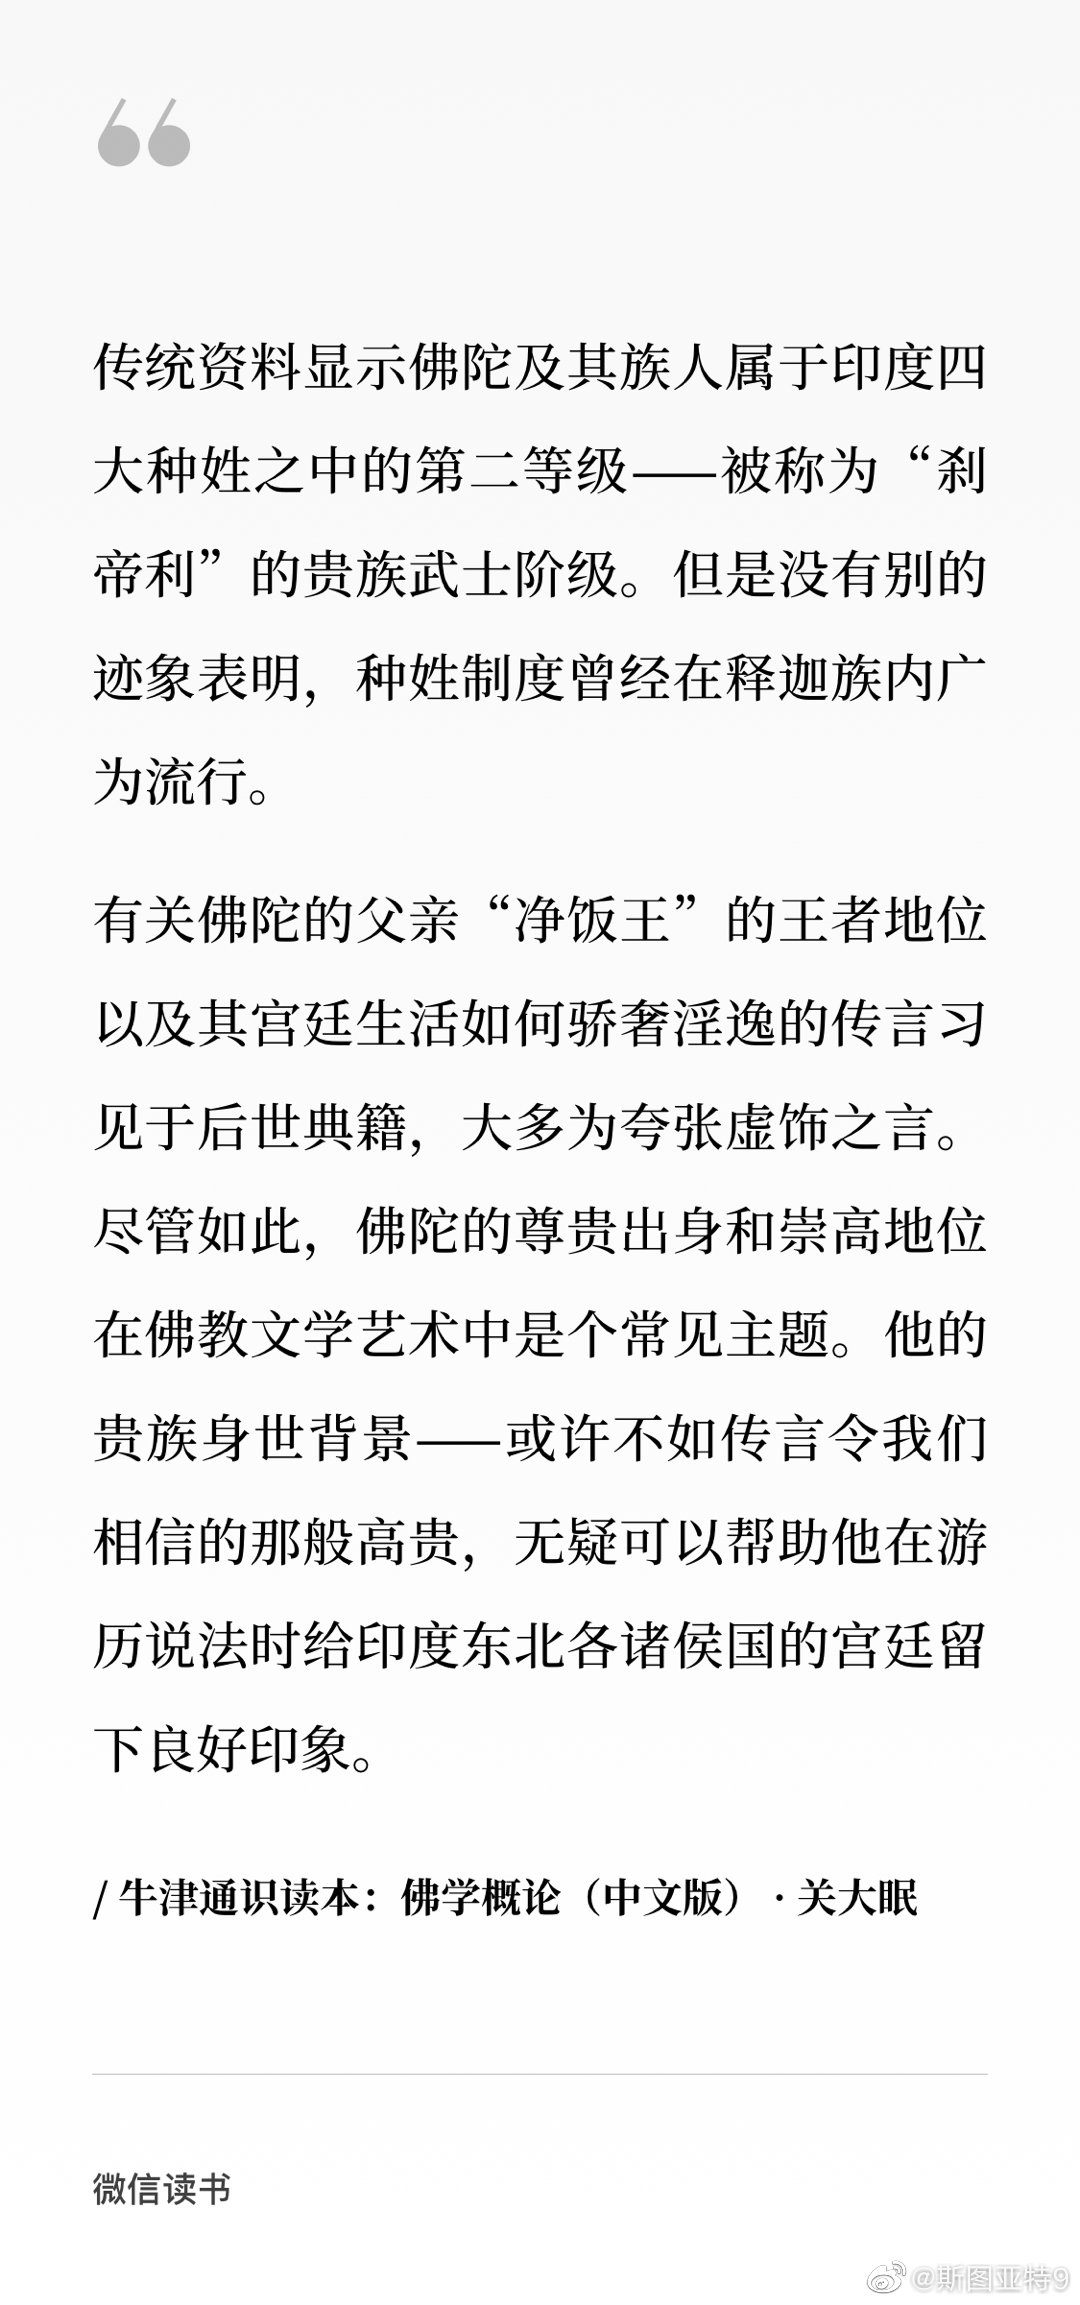 传统资料显示佛陀及其族人属于印度四
大种姓之中的第二等级——被称为“刹
帝利”的贵族武士阶级。但是没有别的
迹象表明，种姓制度曾经在释迦族内广
为流行。
有关佛陀的父亲“净饭王”的王者地位
以及其宫廷生活如何骄奢淫逸的传言习
见于后世典籍，大多为夸张虚饰之言。
尽管如此，佛陀的尊贵出身和崇高地位
在佛教文学艺术中是个常见主题。他的
贵族身世背景——或许不如传言令我们
相信的那般高贵，无疑可以帮助他在游
历说法时给印度东北各诸侯国的宫廷留
下良好印象。
/ 牛津通识读本：佛学概论（中文版） · 关大眠
微信读书
@斯图亚特9